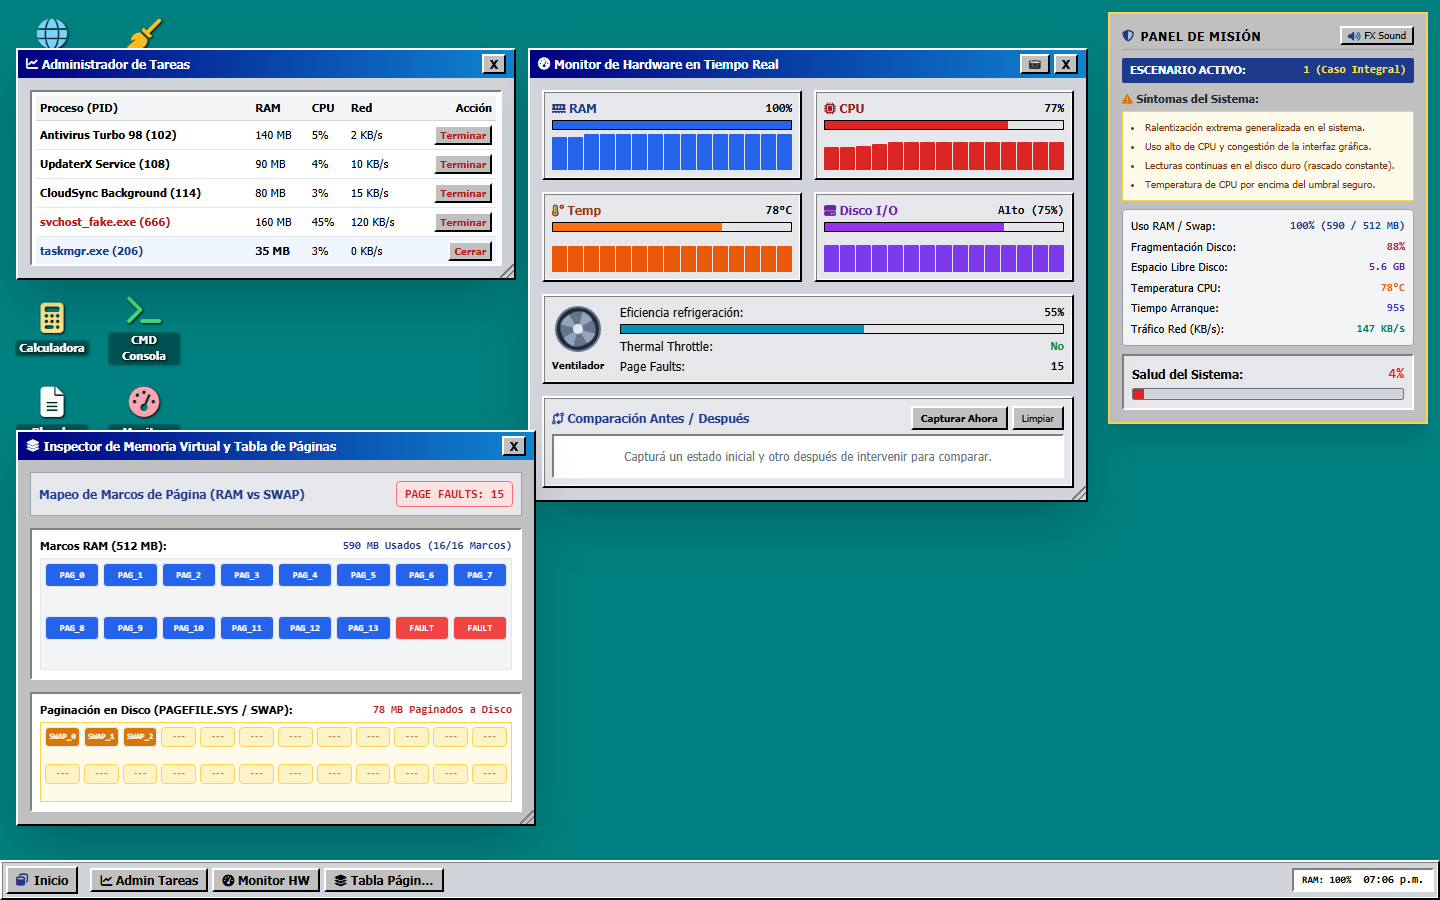 Administrador de Tareas
X
Proceso (PID) RAM CPU Red Acción
Antivirus Turbo 98 (102) 140 MB 5% 2 KB/s Terminar
UpdaterX Service (108) 90 MB 4% 10 KB/s Terminar
CloudSync Background (114) 80 MB 3% 15 KB/s Terminar
svchost_fake.exe (666) 160 MB 45% 120 KB/s Terminar
taskmgr.exe (206) 35 MB 3% 0 KB/s Cerrar
Calculadora
CMD
Consola
Monitor de Hardware en Tiempo Real
X
RAM 100%
CPU 77%
Temp 78°C
Disco I/O Alto (75%)
Ventilador
Eficiencia refrigeración: 55%
Thermal Throttle: No
Page Faults: 15
Comparación Antes / Después
Capturar Ahora
Limpiar
Capturá un estado inicial y otro después de intervenir para comparar.
PANEL DE MISIÓN
FX Sound
ESCENARIO ACTIVO: 1 (Caso Integral)
Síntomas del Sistema:
• Ralentización extrema generalizada en el sistema.
• Uso alto de CPU y congestión de la interfaz gráfica.
• Lecturas continuas en el disco duro (rascado constante).
• Temperatura de CPU por encima del umbral seguro.
Uso RAM / Swap: 100% (590 / 512 MB)
Fragmentación Disco: 88%
Espacio Libre Disco: 5.6 GB
Temperatura CPU: 78°C
Tiempo Arranque: 95s
Tráfico Red (KB/s): 147 KB/s
Salud del Sistema: 4%
Inspector de Memoria Virtual y Tabla de Páginas
X
Mapeo de Marcos de Página (RAM vs SWAP)
PAGE FAULTS: 15
Marcos RAM (512 MB): 590 MB Usados (16/16 Marcos)
PAG_0 PAG_1 PAG_2 PAG_3 PAG_4 PAG_5 PAG_6 PAG_7
PAG_8 PAG_9 PAG_10 PAG_11 PAG_12 PAG_13 FAULT FAULT
Paginación en Disco (PAGEFILE.SYS / SWAP): 78 MB Paginados a Disco
SWAP_0 SWAP_1 SWAP_2 --- --- --- --- --- --- --- --- ---
--- --- --- --- --- --- --- --- --- --- --- ---
Inicio
Admin Tareas
Monitor HW
Tabla Págin...
RAM: 100% 07:06 p.m.